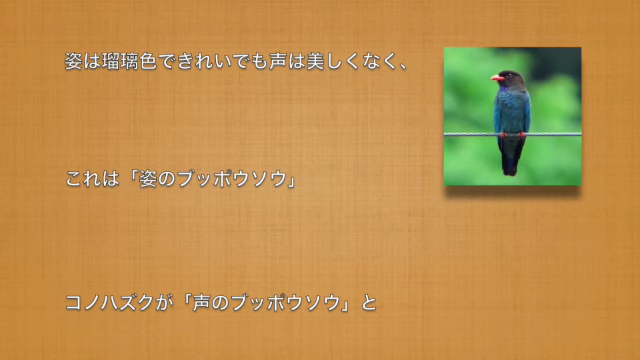 姿は瑠璃色できれいでも声は美しくなく、
これは「姿のブッポウソウ」
コノハズクが「声のブッポウソウ」と